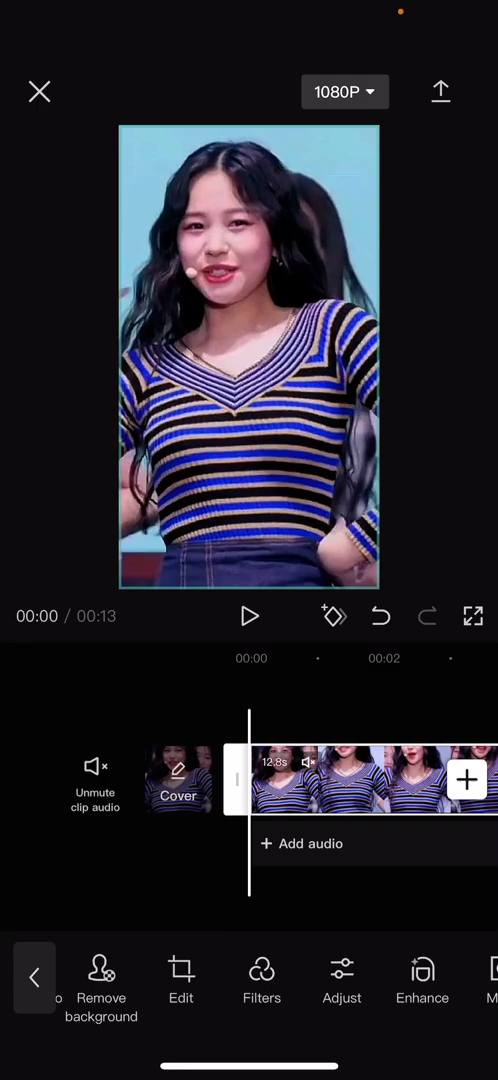 1080P
00:00 / 00:13
00:00
00:02
12.8s
Unmute
clip audio
Cover
+ Add audio
Remove
background
Edit
Filters
Adjust
Enhance